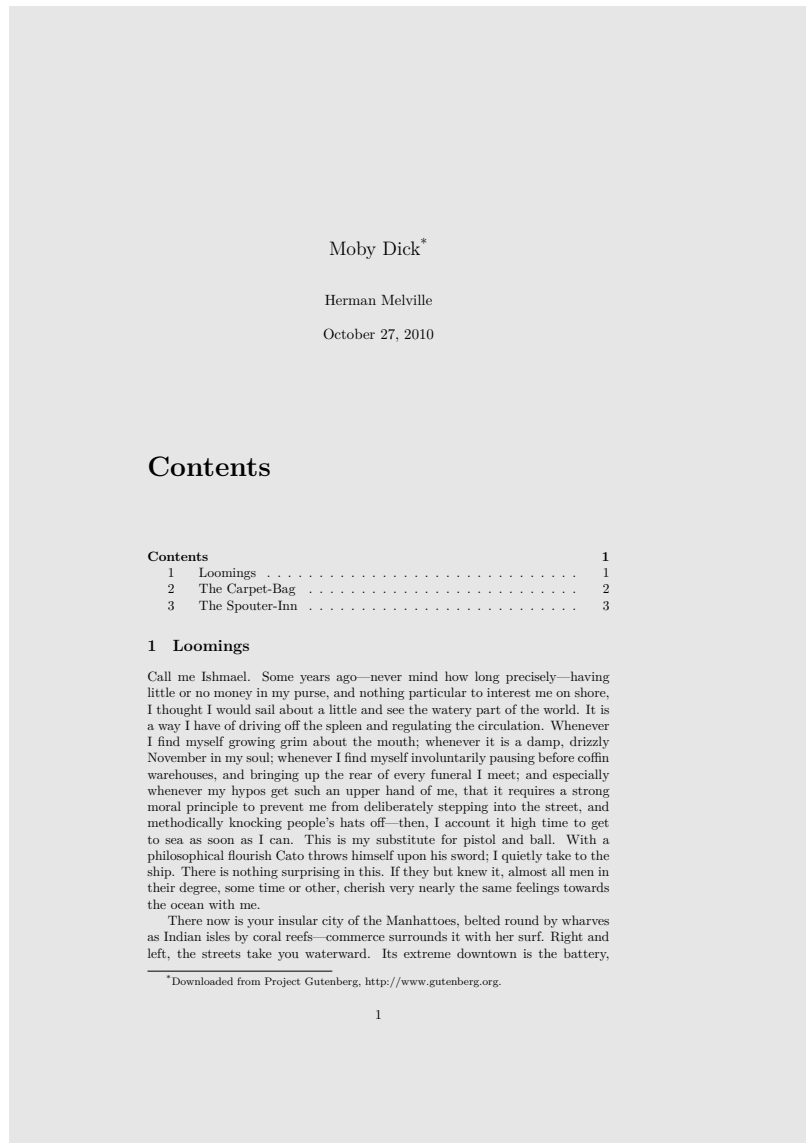 Moby Dick*
Herman Melville
October 27, 2010
Contents
Contents 1
1 Loomings . . . . . . . . . . . . . . . . . . . . . . . . . . . . . . 1
2 The Carpet-Bag . . . . . . . . . . . . . . . . . . . . . . . . . . 2
3 The Spouter-Inn . . . . . . . . . . . . . . . . . . . . . . . . . . 3
1 Loomings
Call me Ishmael. Some years ago—never mind how long precisely—having
little or no money in my purse, and nothing particular to interest me on shore,
I thought I would sail about a little and see the watery part of the world. It is
a way I have of driving off the spleen and regulating the circulation. Whenever
I find myself growing grim about the mouth; whenever it is a damp, drizzly
November in my soul; whenever I find myself involuntarily pausing before coffin
warehouses, and bringing up the rear of every funeral I meet; and especially
whenever my hypos get such an upper hand of me, that it requires a strong
moral principle to prevent me from deliberately stepping into the street, and
methodically knocking people's hats off—then, I account it high time to get
to sea as soon as I can. This is my substitute for pistol and ball. With a
philosophical flourish Cato throws himself upon his sword; I quietly take to the
ship. There is nothing surprising in this. If they but knew it, almost all men in
their degree, some time or other, cherish very nearly the same feelings towards
the ocean with me.
There now is your insular city of the Manhattoes, belted round by wharves
as Indian isles by coral reefs—commerce surrounds it with her surf. Right and
left, the streets take you waterward. Its extreme downtown is the battery,
*Downloaded from Project Gutenberg, http://www.gutenberg.org.
1